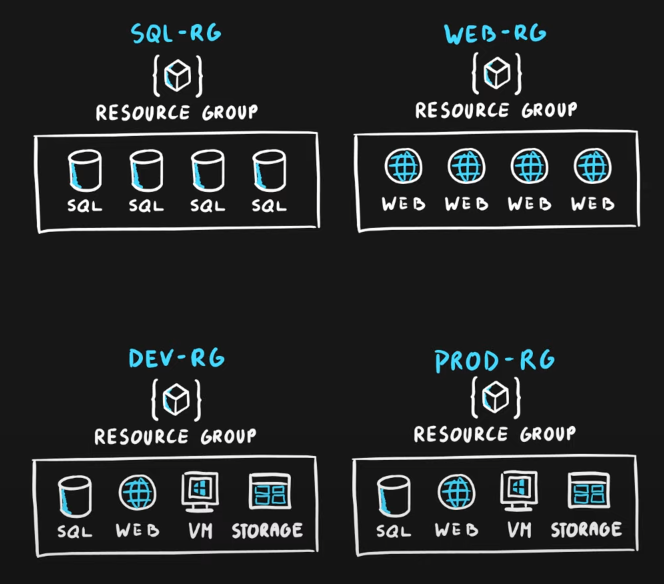 SQL-RG
RESOURCE GROUP
SQL SQL SQL SQL
WEB-RG
RESOURCE GROUP
WEB WEB WEB WEB
DEV-RG
RESOURCE GROUP
SQL WEB VM STORAGE
PROD-RG
RESOURCE GROUP
SQL WEB VM STORAGE